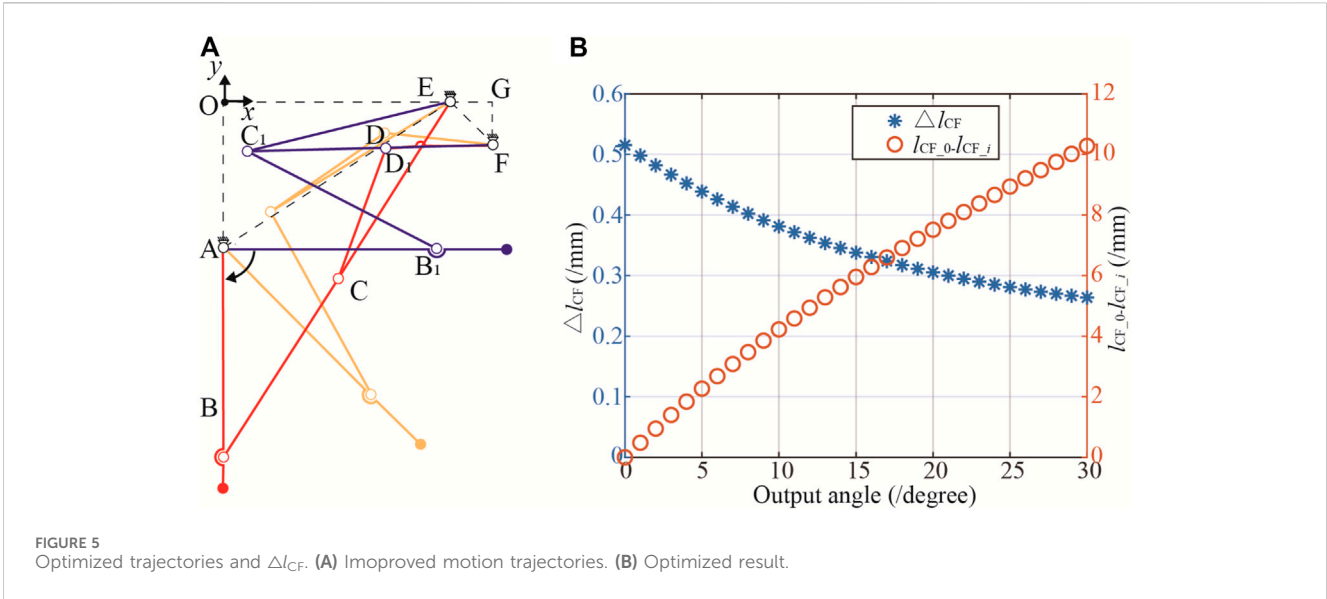 A
y
O
x
E
G
C1
D
D1
F
A
B1
C
B
B
0.6
0.5
0.4
0.3
0.2
0.1
0
△lCF (/mm)
✱ △lCF
○ lCF_0-lCF_i
12
10
8
6
4
2
0
lCF_0-lCF_i (/mm)
0 5 10 15 20 25 30
Output angle (/degree)
FIGURE 5
Optimized trajectories and △lCF. (A) Imoproved motion trajectories. (B) Optimized result.